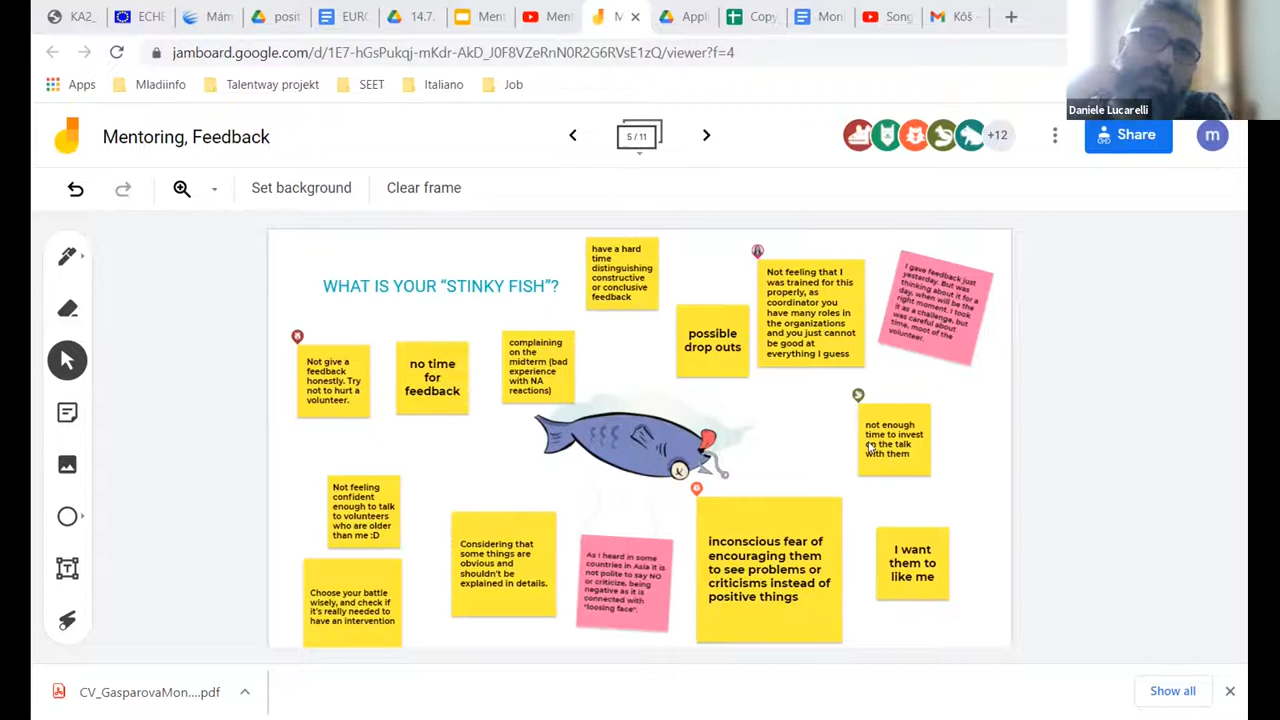 KA2_
ECHE
Mám
posit
EURO
14.7.
Ment
Ment
M
Appli
Copy
Moni
Song
Kôš -
jamboard.google.com/d/1E7-hGsPukqj-mKdr-AkD_J0F8VZeRnN0R2G6RVsE1zQ/viewer?f=4
Apps
Mladiinfo
Talentway projekt
SEET
Italiano
Job
Daniele Lucarelli
Mentoring, Feedback
5 / 11
+12
Share
m
Set background
Clear frame
WHAT IS YOUR “STINKY FISH”?
have a hard
time
distinguishing
constructive
or conclusive
feedback
possible
drop outs
Not feeling that I
was trained for this
properly, as
coordinator you
have many roles in
the organizations
and you just cannot
be good at
everything I guess
I gave feedback just
yesterday. But was
thinking about it for a
day, when will be the
right moment. I took
it as a challenge, but
was careful about
time, moot of the
volunteer.
Not give a
feedback
honestly. Try
not to hurt a
volunteer.
no time
for
feedback
complaining
on the
midterm (bad
experience
with NA
reactions)
not enough
time to invest
on the talk
with them
Not feeling
confident
enough to talk
to volunteers
who are older
than me :D
Choose your battle
wisely, and check if
it's really needed to
have an intervention
Considering that
some things are
obvious and
shouldn't be
explained in details.
As I heard in some
countries in Asia it is
not polite to say NO
or criticize, being
negative as it is
connected with
"loosing face".
inconscious fear of
encouraging them
to see problems or
criticisms instead of
positive things
I want
them to
like me
CV_GasparovaMon....pdf
Show all